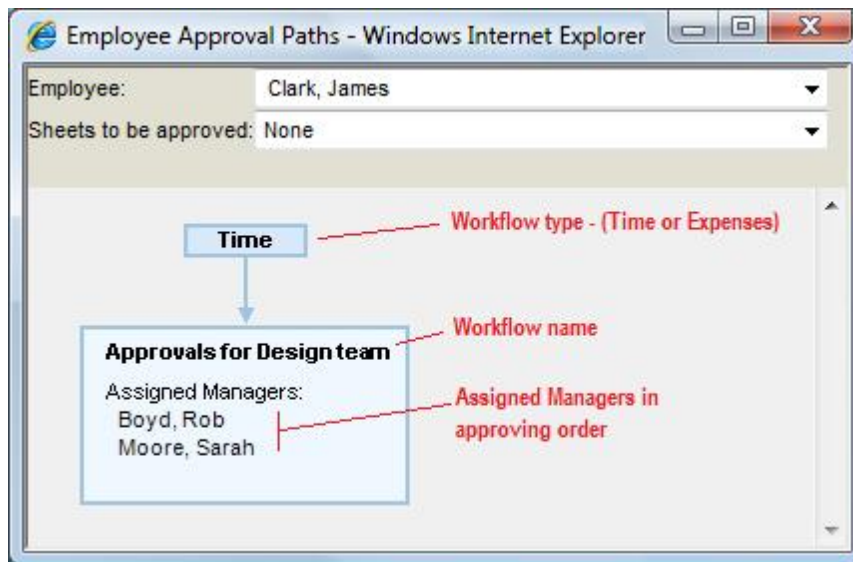 Employee Approval Paths - Windows Internet Explorer
Employee: Clark, James
Sheets to be approved: None
Time
Workflow type - (Time or Expenses)
Workflow name
Approvals for Design team
Assigned Managers:
Boyd, Rob
Moore, Sarah
Assigned Managers in
approving order